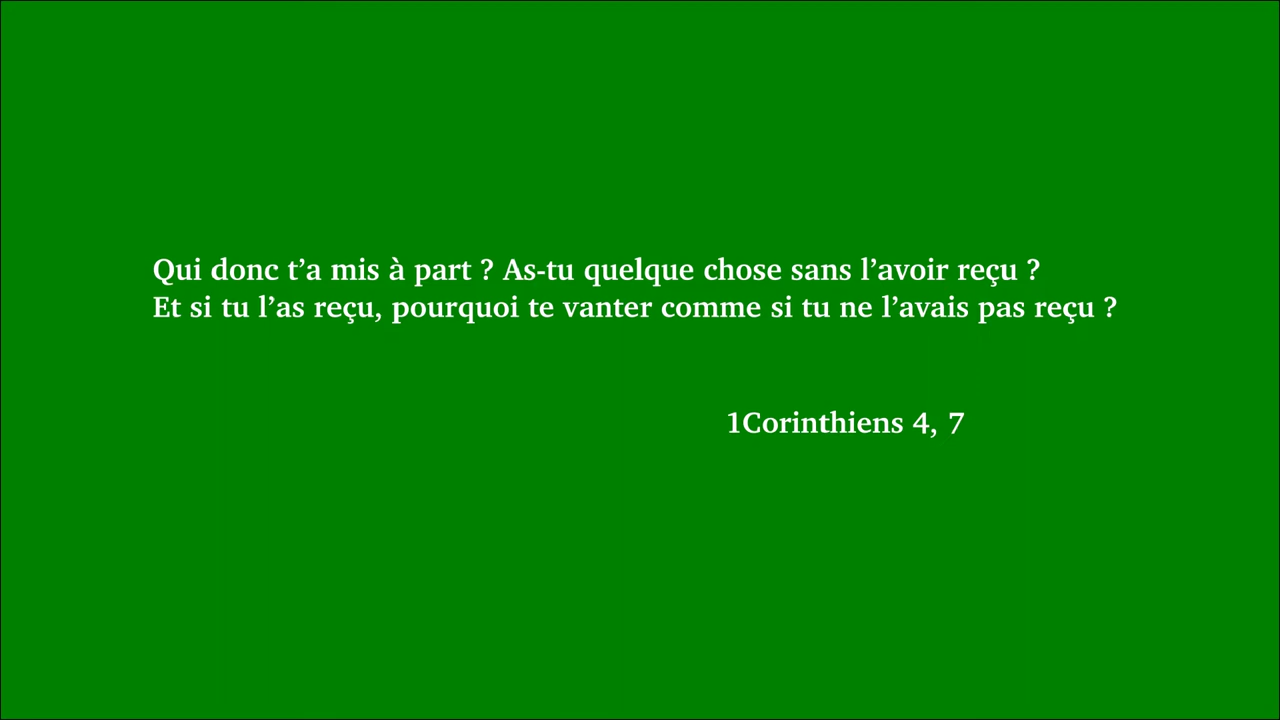 Qui donc t’a mis à part ? As-tu quelque chose sans l’avoir reçu ?
Et si tu l’as reçu, pourquoi te vanter comme si tu ne l’avais pas reçu ?
1Corinthiens 4, 7